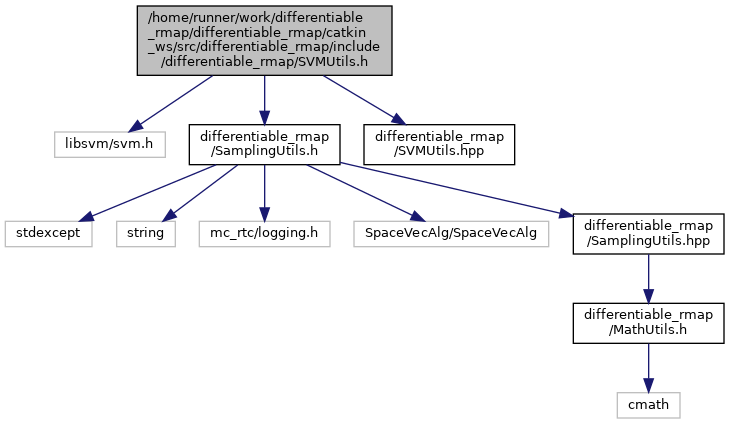 /home/runner/work/differentiable
_rmap/differentiable_rmap/catkin
_ws/src/differentiable_rmap/include
/differentiable_rmap/SVMUtils.h
libsvm/svm.h
differentiable_rmap
/SamplingUtils.h
differentiable_rmap
/SVMUtils.hpp
stdexcept
string
mc_rtc/logging.h
SpaceVecAlg/SpaceVecAlg
differentiable_rmap
/SamplingUtils.hpp
differentiable_rmap
/MathUtils.h
cmath